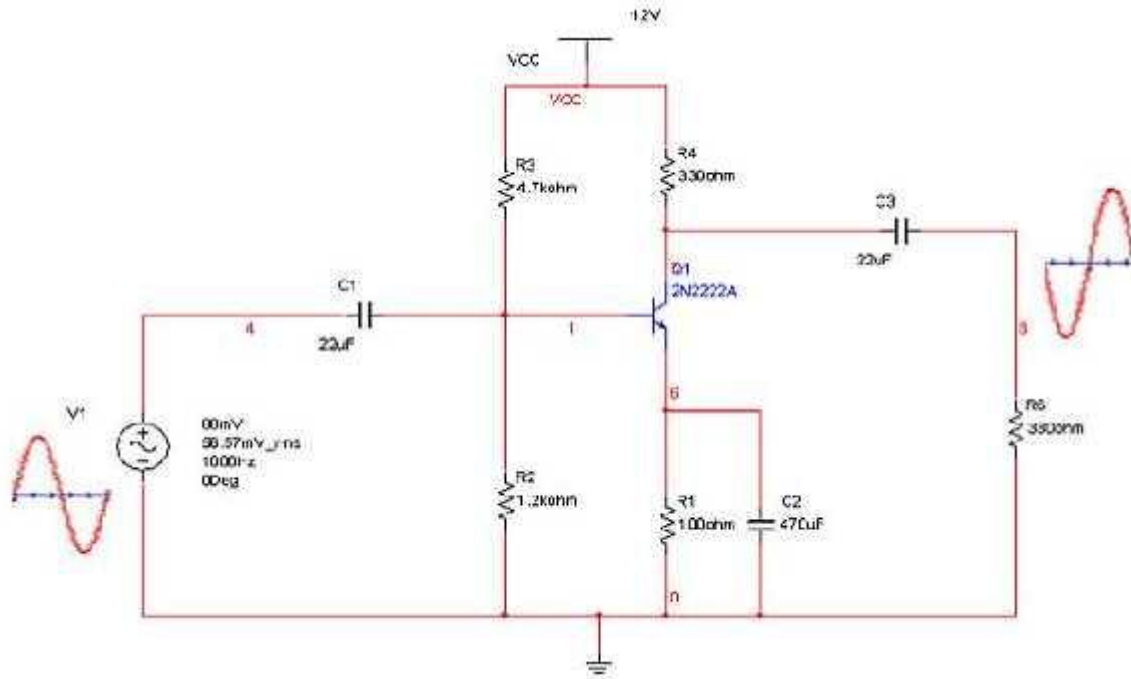 12V
VCC
VCC
R3
4.7kohm
R4
330ohm
C3
22uF
Q1
2N2222A
C1
22uF
4
1
6
V1
1000Hz
0Deg
R2
1.2kohm
R1
100ohm
C2
470uF
0